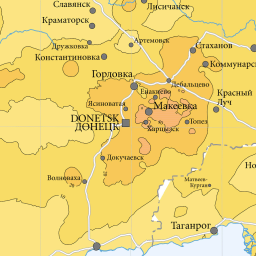 Славянск
Лисичанск
Краматорск
Дружковка
Артемовск
Стаханов
Константиновка
Коммунарск
Горловка
Дебальцево
Красный
Луч
Ясиноватая
Енакиево
Макеевка
DONETSK
ДОНЕЦК
Харцызск
Торез
Докучаевск
Волноваха
Матвеев-
Курган
Но
Таганрог